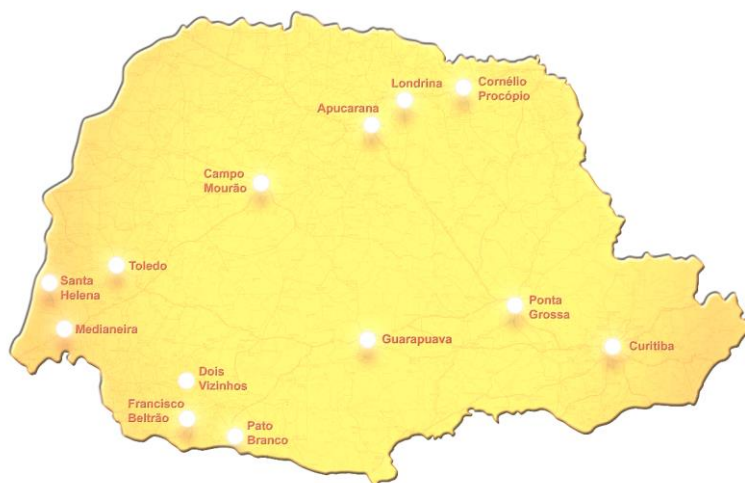 Londrina
Cornélio
Procópio
Apucarana
Campo
Mourão
Toledo
Santa
Helena
Medianeira
Ponta
Grossa
Guarapuava
Curitiba
Dois
Vizinhos
Francisco
Beltrão
Pato
Branco